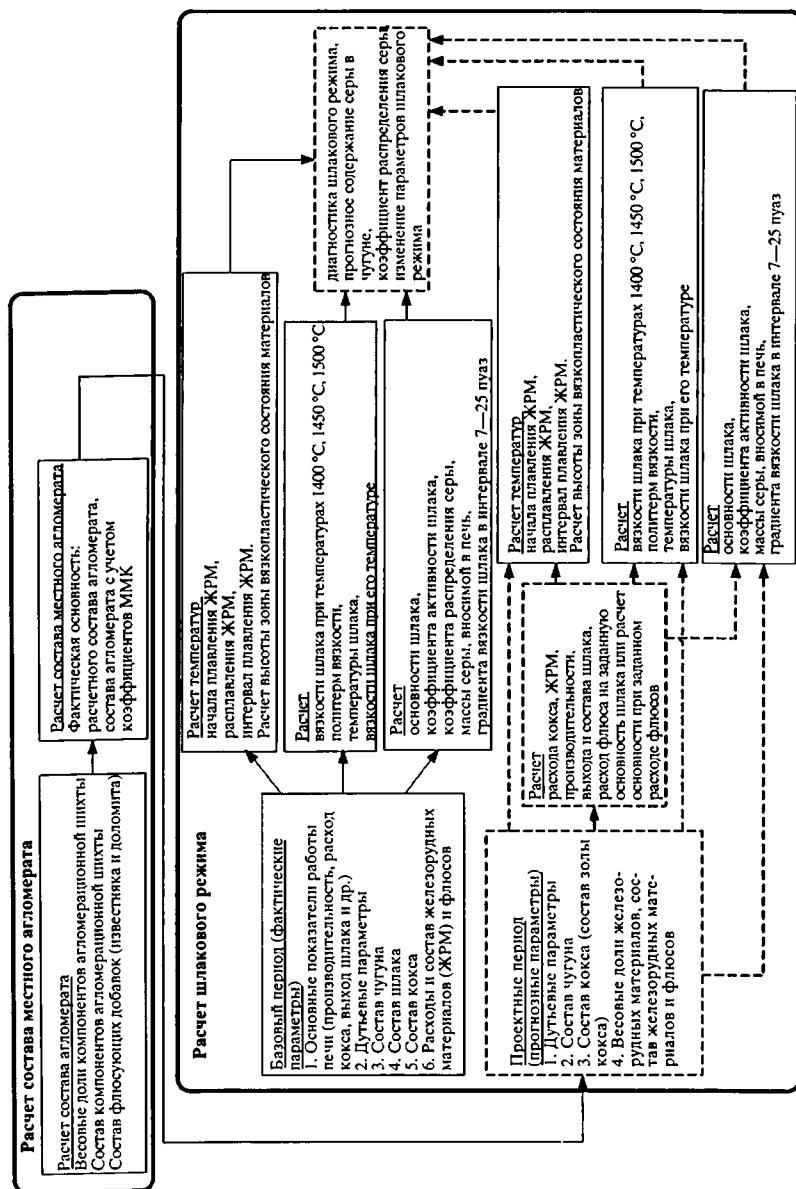 Расчет состава местного агломерата
Расчет состава агломерата
Весовые доли компонентов агломерационной шихты
Состав компонентов агломерационной шихты
Состав флюсующих добавок (известняка и доломита)
Расчет состава местного агломерата
Фактическая основность:
расчетного состава агломерата,
состава агломерата с учетом
коэффициентов ММК
Расчет шлакового режима
Базовый период (фактические
параметры)
1. Основные показатели работы
печи (производительность, расход
кокса, выход шлака и др.)
2. Дутьевые параметры
3. Состав чугуна
4. Состав шлака
5. Состав кокса
6. Расходы и состав железорудных
материалов (ЖРМ) и флюсов
Расчет температур
начала плавления ЖРМ,
расплавления ЖРМ,
интервал плавления ЖРМ.
Расчет высоты зоны вязкопластического состояния материалов
Расчет
вязкости шлака при температурах 1400 °С, 1450 °С, 1500 °С,
политерм вязкости,
температуры шлака,
вязкости шлака при его температуре
Расчет
основности шлака,
коэффициента активности шлака,
коэффициента распределения серы,
массы серы, вносимой в печь,
градиента вязкости шлака в интервале 7—25 пуаз
диагностика шлакового режима,
прогнозное содержание серы в
чугуне,
коэффициент распределения серы,
изменение параметров шлакового
режима
Проектные период
(прогнозные параметры)
1. Дутьевые параметры
2. Состав чугуна
3. Состав кокса (состав золы
кокса)
4. Весовые доли железо-
рудных материалов, сос-
тав железорудных мате-
риалов и флюсов
Расчет
расхода кокса, ЖРМ,
производительности,
выхода и состава шлака,
расход флюса на заданную
основность шлака или расчет
основности при заданном
расходе флюсов
Расчет температур
начала плавления ЖРМ,
расплавления ЖРМ,
интервал плавления ЖРМ.
Расчет высоты зоны вязкопластического состояния материалов
Расчет
вязкости шлака при температурах 1400 °С, 1450 °С, 1500 °С,
политерм вязкости,
температуры шлака,
вязкости шлака при его температуре
Расчет
основности шлака,
коэффициента активности шлака,
массы серы, вносимой в печь,
градиента вязкости шлака в интервале 7—25 пуаз